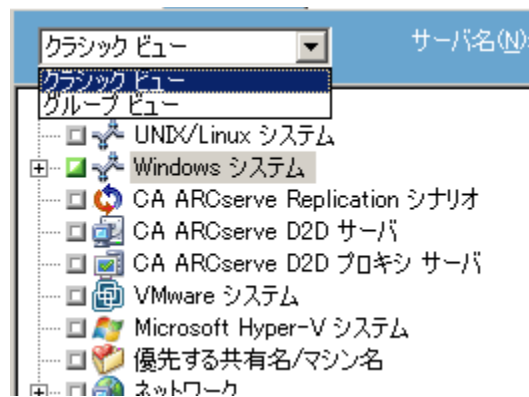 クラシック ビュー
サーバ名(N)
クラシック ビュー
グループ ビュー
UNIX/Linux システム
Windows システム
CA ARCserve Replication シナリオ
CA ARCserve D2D サーバ
CA ARCserve D2D プロキシ サーバ
VMware システム
Microsoft Hyper-V システム
優先する共有名/マシン名
ネットワーク